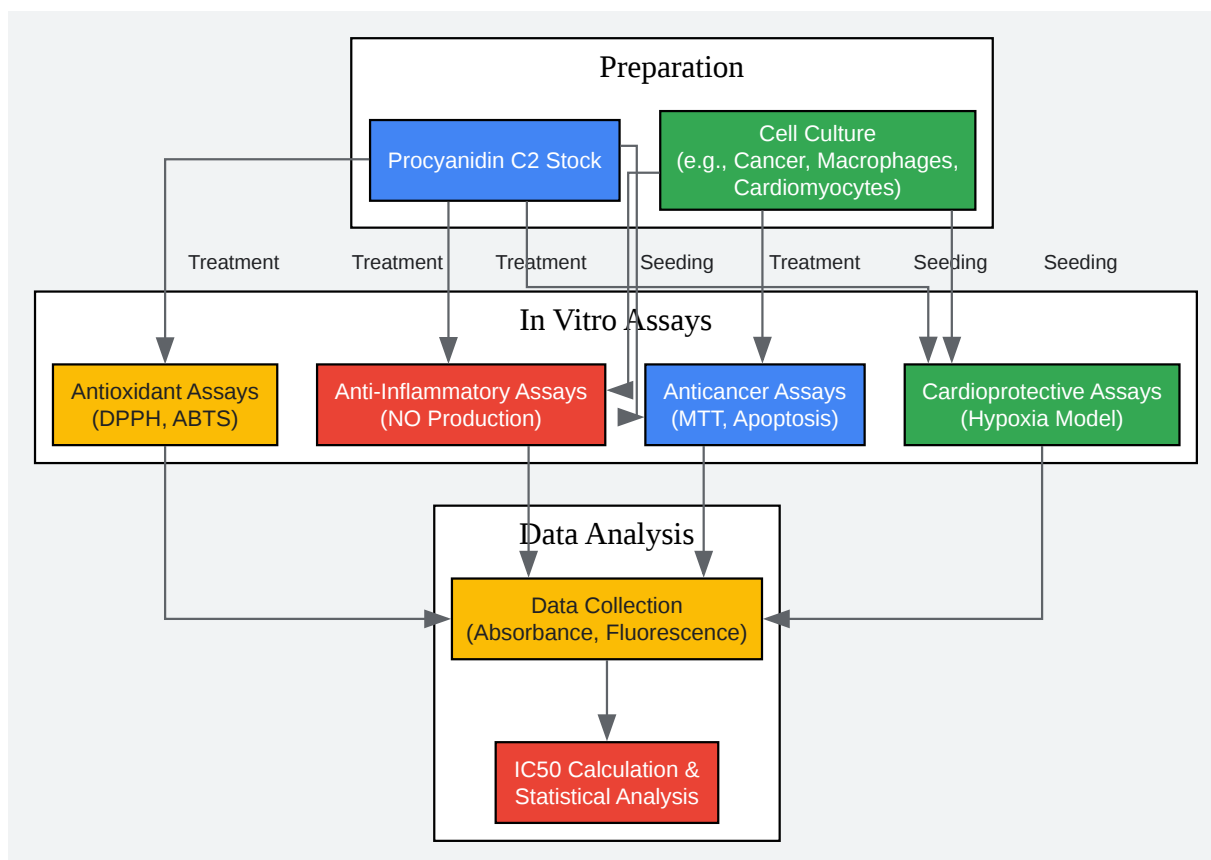 Preparation
Procyanidin C2 Stock
Cell Culture
(e.g., Cancer, Macrophages,
Cardiomyocytes)
Treatment
Treatment
Treatment
Seeding
Treatment
Seeding
Seeding
In Vitro Assays
Antioxidant Assays
(DPPH, ABTS)
Anti-Inflammatory Assays
(NO Production)
Anticancer Assays
(MTT, Apoptosis)
Cardioprotective Assays
(Hypoxia Model)
Data Analysis
Data Collection
(Absorbance, Fluorescence)
IC50 Calculation &
Statistical Analysis